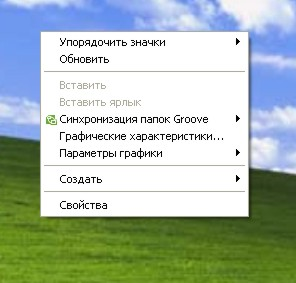 Упорядочить значки
Обновить
Вставить
Вставить ярлык
Синхронизация папок Groove
Графические характеристики...
Параметры графики
Создать
Свойства